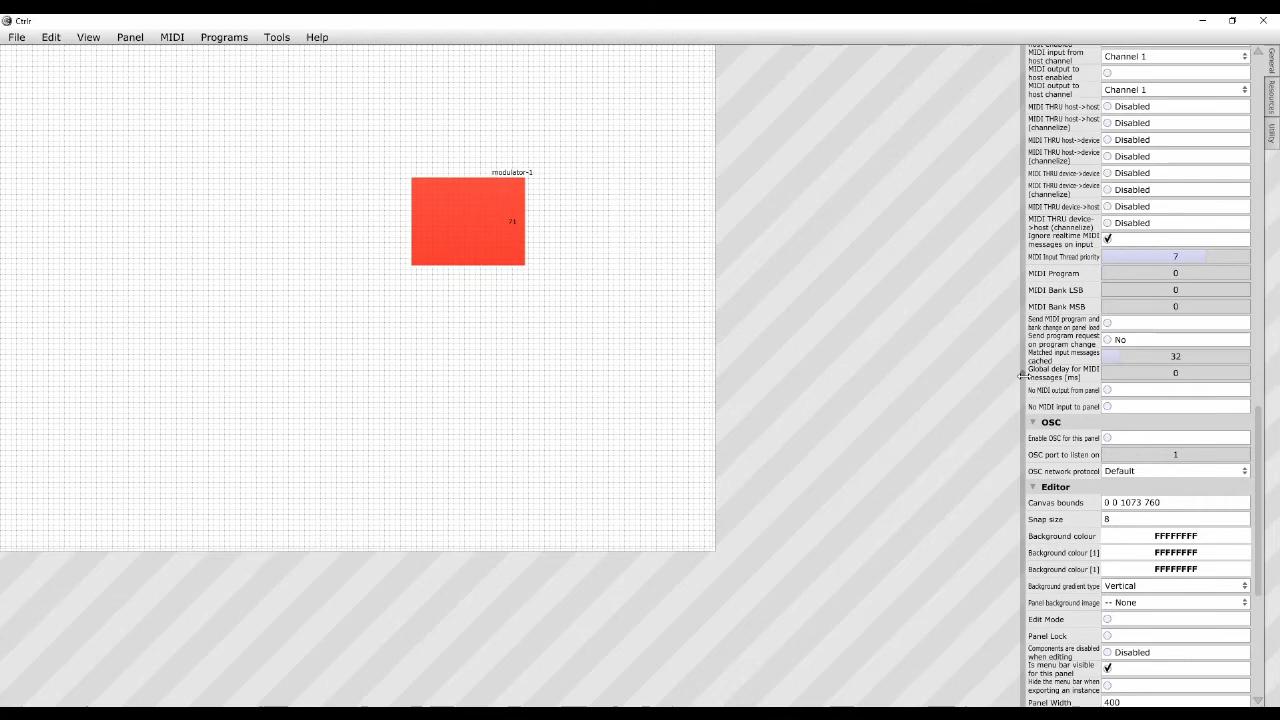 Ctrlr
File Edit View Panel MIDI Programs Tools Help
host enabled
MIDI input from
host channel
Channel 1
MIDI output to
host enabled
MIDI output to
host channel
Channel 1
MIDI THRU host->host
Disabled
MIDI THRU host->host
(channelize)
Disabled
MIDI THRU host->device
Disabled
MIDI THRU host->device
(channelize)
Disabled
MIDI THRU device->device
Disabled
MIDI THRU device->device
(channelize)
Disabled
MIDI THRU device->host
Disabled
MIDI THRU device-
>host (channelize)
Disabled
Ignore realtime MIDI
messages on input
MIDI Input Thread priority
7
MIDI Program
0
MIDI Bank LSB
0
MIDI Bank MSB
0
Send MIDI program and
bank change on panel load
Send program request
on program change
No
Matched input messages
cached
32
Global delay for MIDI
messages [ms]
0
No MIDI output from panel
No MIDI input to panel
OSC
Enable OSC for this panel
OSC port to listen on
1
OSC network protocol
Default
Editor
Canvas bounds
0 0 1073 760
Snap size
8
Background colour
FFFFFFFF
Background colour [1]
FFFFFFFF
Background colour [1]
FFFFFFFF
Background gradient type
Vertical
Panel background image
-- None
Edit Mode
Panel Lock
Components are disabled
when editing
Disabled
Is menu bar visible
for this panel
Hide the menu bar when
exporting an instance
Panel Width
400
General
Resources
Utility
modulator-1
71